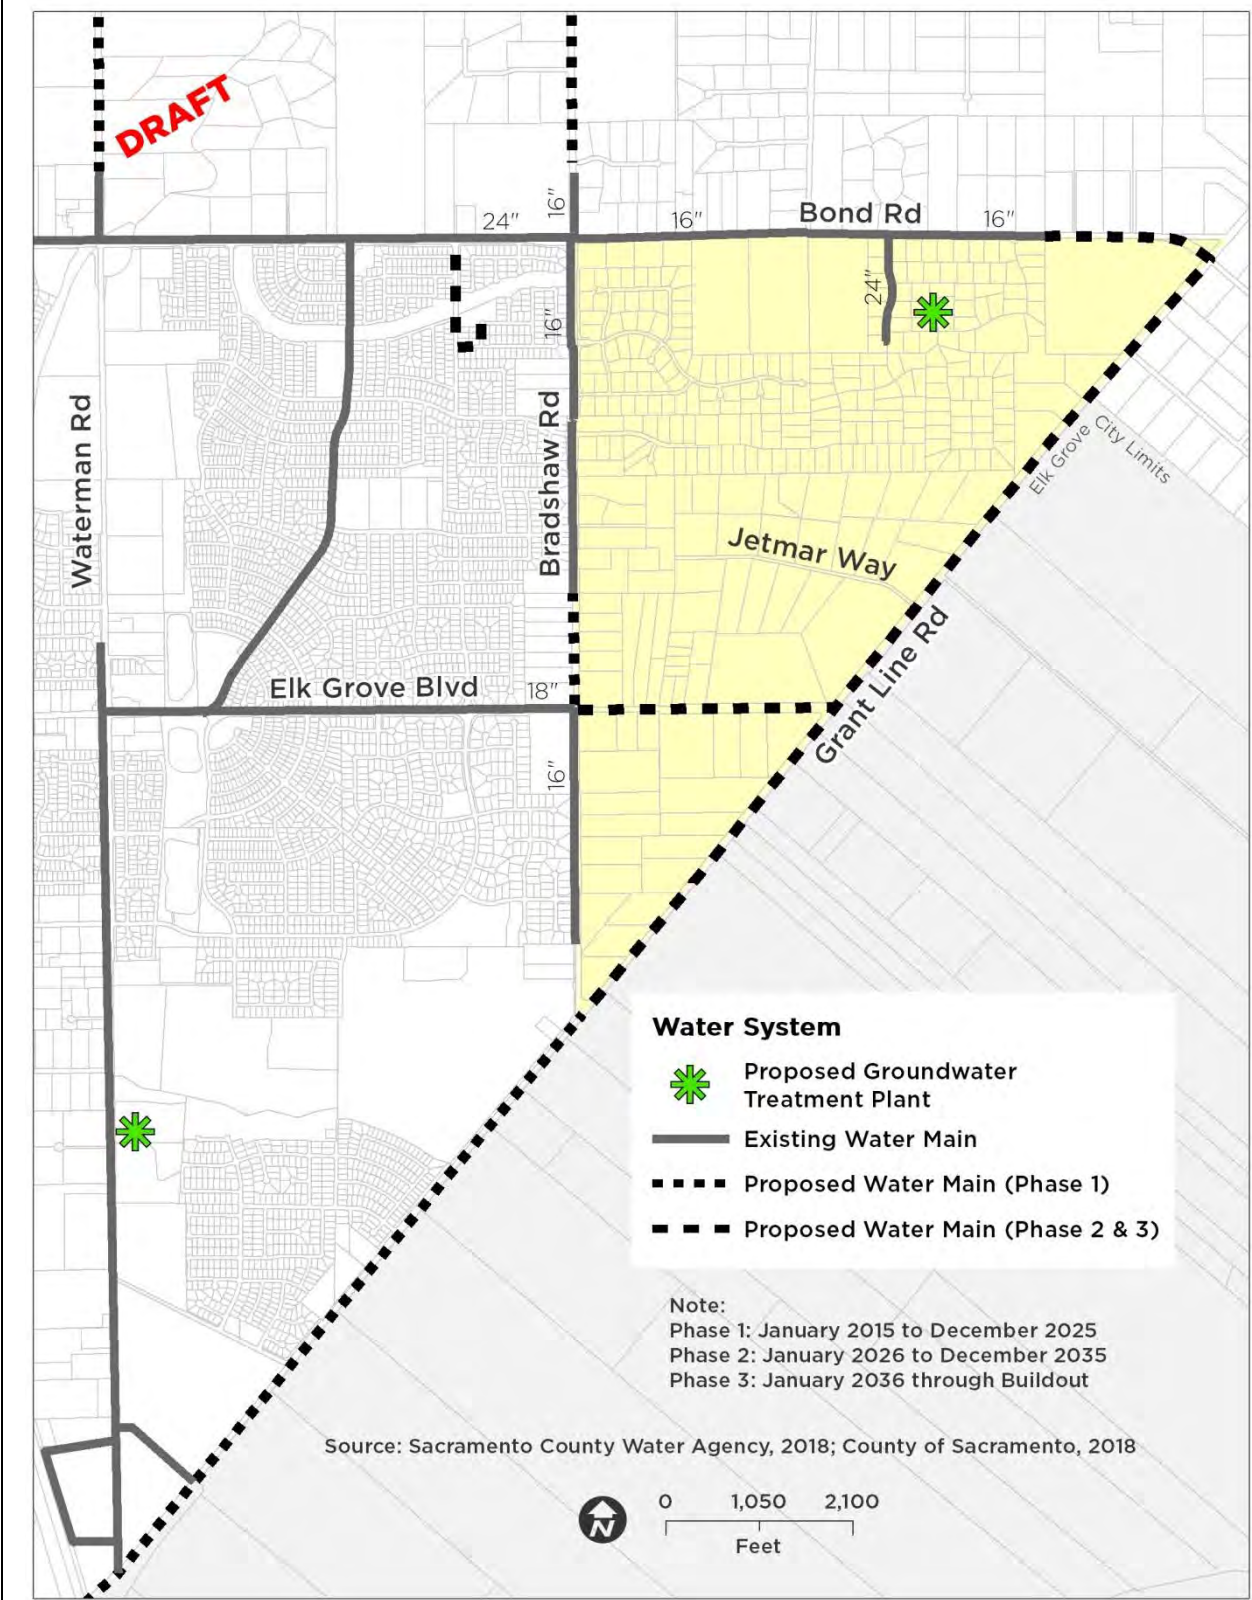 DRAFT
16"
24"
16"
Bond Rd
16"
24"
16"
Waterman Rd
Bradshaw Rd
Elk Grove
City Limits
Jetmar Way
Grant Line Rd
Elk Grove Blvd
18"
16"
Water System
Proposed Groundwater
Treatment Plant
Existing Water Main
Proposed Water Main (Phase 1)
Proposed Water Main (Phase 2 & 3)
Note:
Phase 1: January 2015 to December 2025
Phase 2: January 2026 to December 2035
Phase 3: January 2036 through Buildout
Source: Sacramento County Water Agency, 2018; County of Sacramento, 2018
N
0 1,050 2,100
Feet